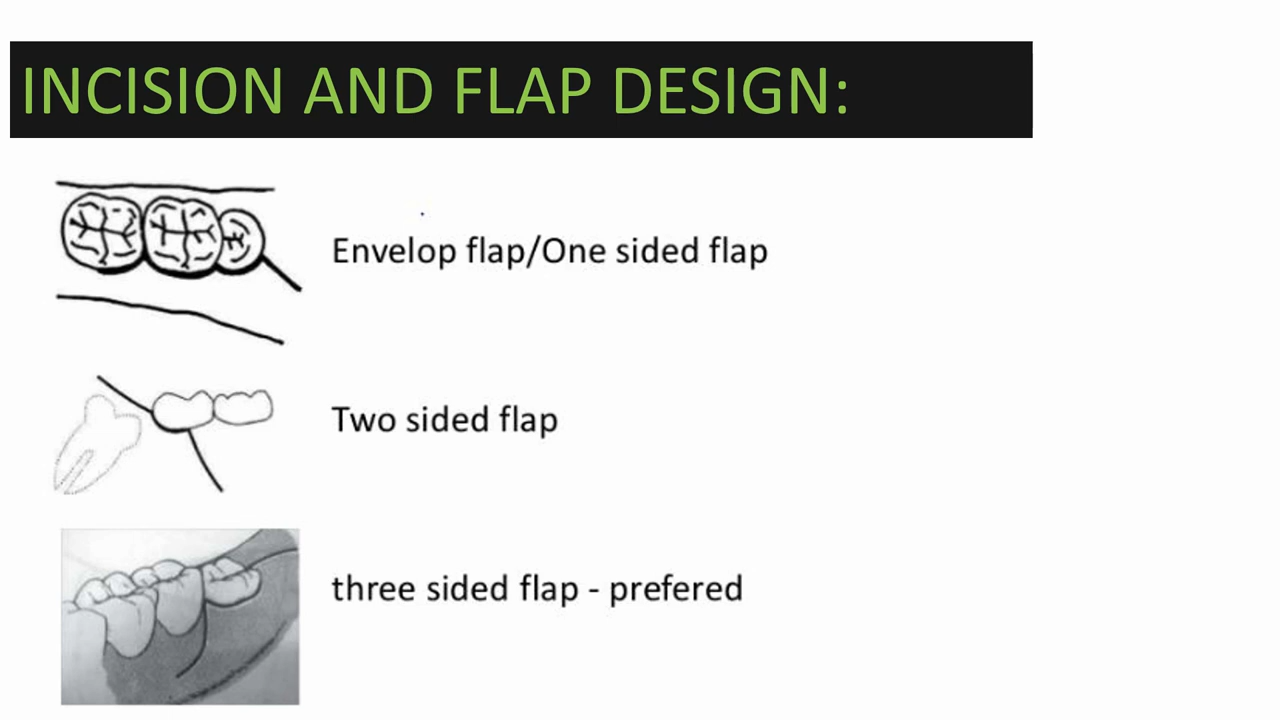 INCISION AND FLAP DESIGN:
Envelop flap/One sided flap
Two sided flap
three sided flap - prefered